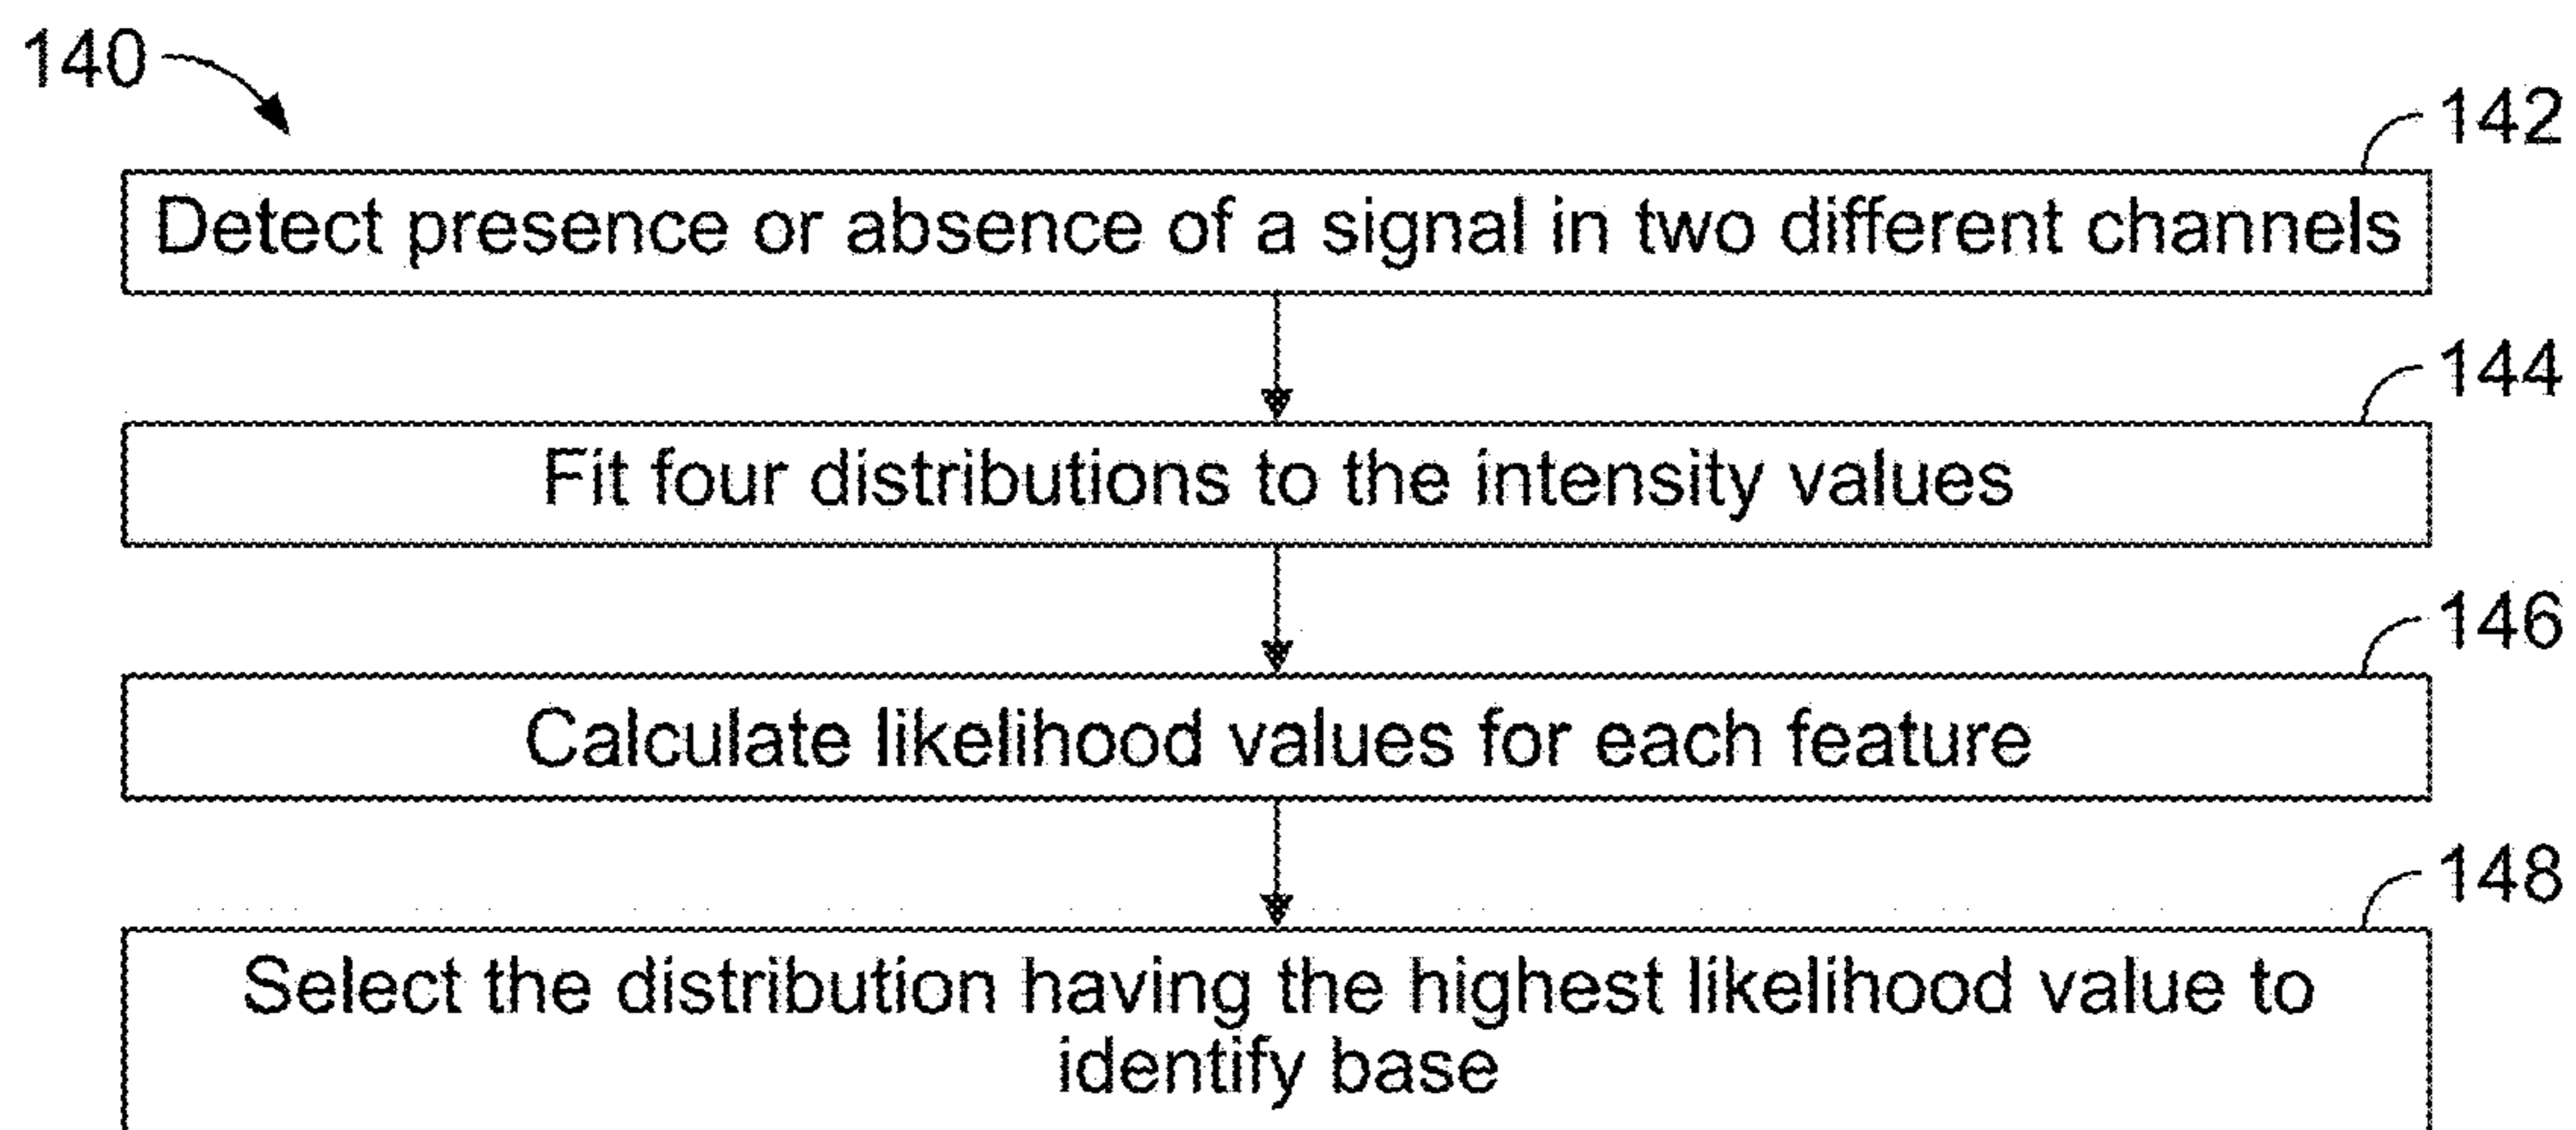 140
142
Detect presence or absence of a signal in two different channels
144
Fit four distributions to the intensity values
146
Calculate likelihood values for each feature
148
Select the distribution having the highest likelihood value to
identify base